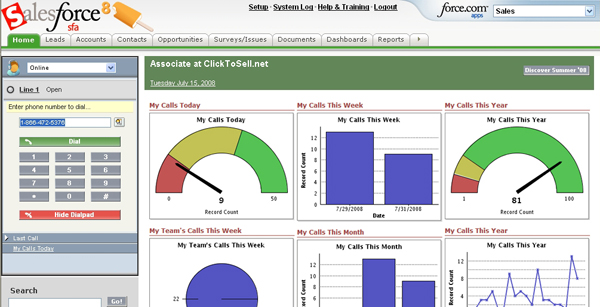 salesforce 8
sfa
Setup · System Log · Help & Training · Logout
force.com
apps
Sales
Home Leads Accounts Contacts Opportunities Surveys/Issues Documents Dashboards Reports
Online
Line 1 Open
Enter phone number to dial...
1-866-472-5376
Dial
1 2 3
4 5 6
7 8 9
* 0 #
Hide Dialpad
Last Call
My Calls Today
Search
Go!
Associate at ClickToSell.net
Tuesday July 15, 2008
Discover Summer '08
My Calls Today
My Calls Today
0 50
9
Record Count
My Calls This Week
My Calls This Week
Record Count
12
10
8
6
4
2
0
7/29/2008 7/31/2008
Date
My Calls This Year
My Calls This Year
0 100
81
Record Count
My Team's Calls This Week
My Team's Calls This Week
22
My Calls This Month
My Calls This Month
Record Count
12
10
8
6
My Calls This Year
My Calls This Year
Record Count
14
12
10
8
6
4